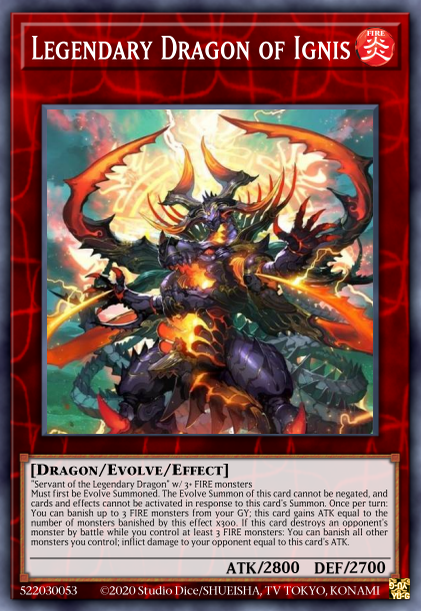 Legendary Dragon of Ignis
FIRE
炎
[Dragon/Evolve/Effect]
"Servant of the Legendary Dragon" w/ 3+ FIRE monsters
Must first be Evolve Summoned. The Evolve Summon of this card cannot be negated, and
cards and effects cannot be activated in response to this card's Summon. Once per turn:
You can banish up to 3 FIRE monsters from your GY; this card gains ATK equal to the
number of monsters banished by this effect x300. If this card destroys an opponent's
monster by battle while you control at least 3 FIRE monsters: You can banish all other
monsters you control; inflict damage to your opponent equal to this card's ATK.
ATK/2800 DEF/2700
522030053 ©2020 Studio Dice/SHUEISHA, TV TOKYO, KONAMI